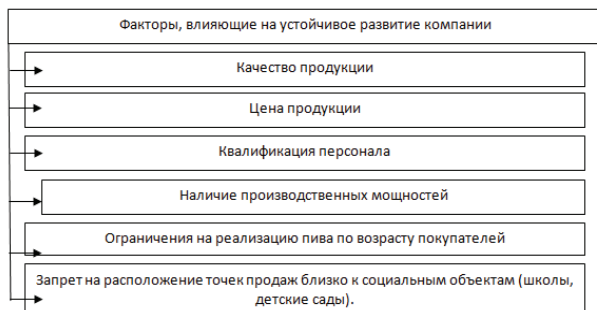 Факторы, влияющие на устойчивое развитие компании
Качество продукции
Цена продукции
Квалификация персонала
Наличие производственных мощностей
Ограничения на реализацию пива по возрасту покупателей
Запрет на расположение точек продаж близко к социальным объектам (школы,
детские сады).